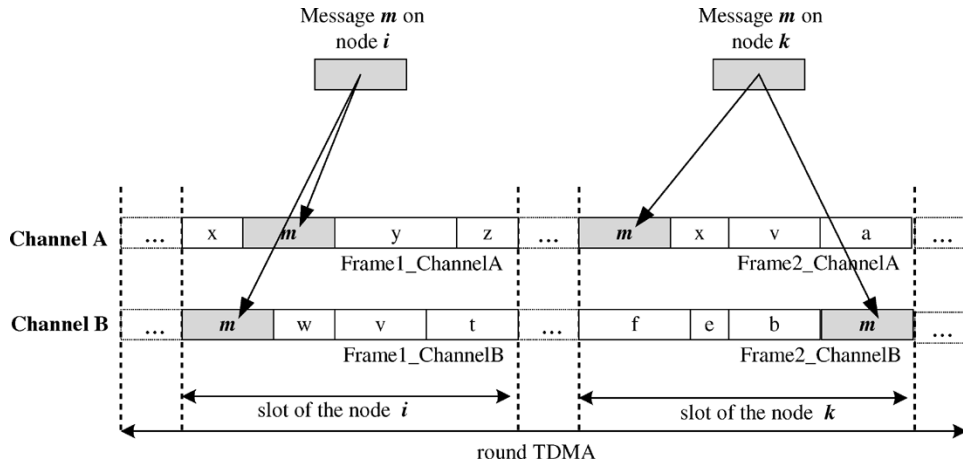 Message m on
node i
Message m on
node k
Channel A
... x m y z ... m x v a ...
Frame1_ChannelA
Frame2_ChannelA
Channel B
... m w v t ... f e b m ...
Frame1_ChannelB
Frame2_ChannelB
slot of the node i
slot of the node k
round TDMA